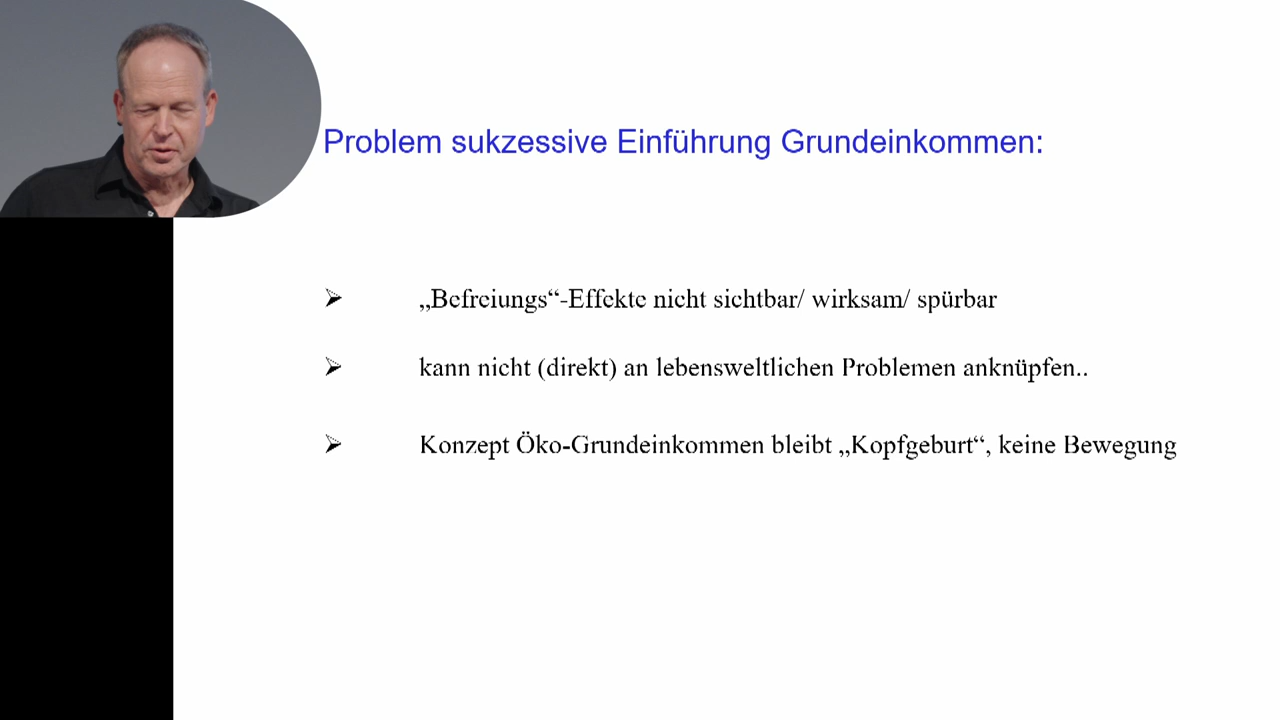 Problem sukzessive Einführung Grundeinkommen:
„Befreiungs“-Effekte nicht sichtbar/ wirksam/ spürbar
kann nicht (direkt) an lebensweltlichen Problemen anknüpfen..
Konzept Öko-Grundeinkommen bleibt „Kopfgeburt“, keine Bewegung